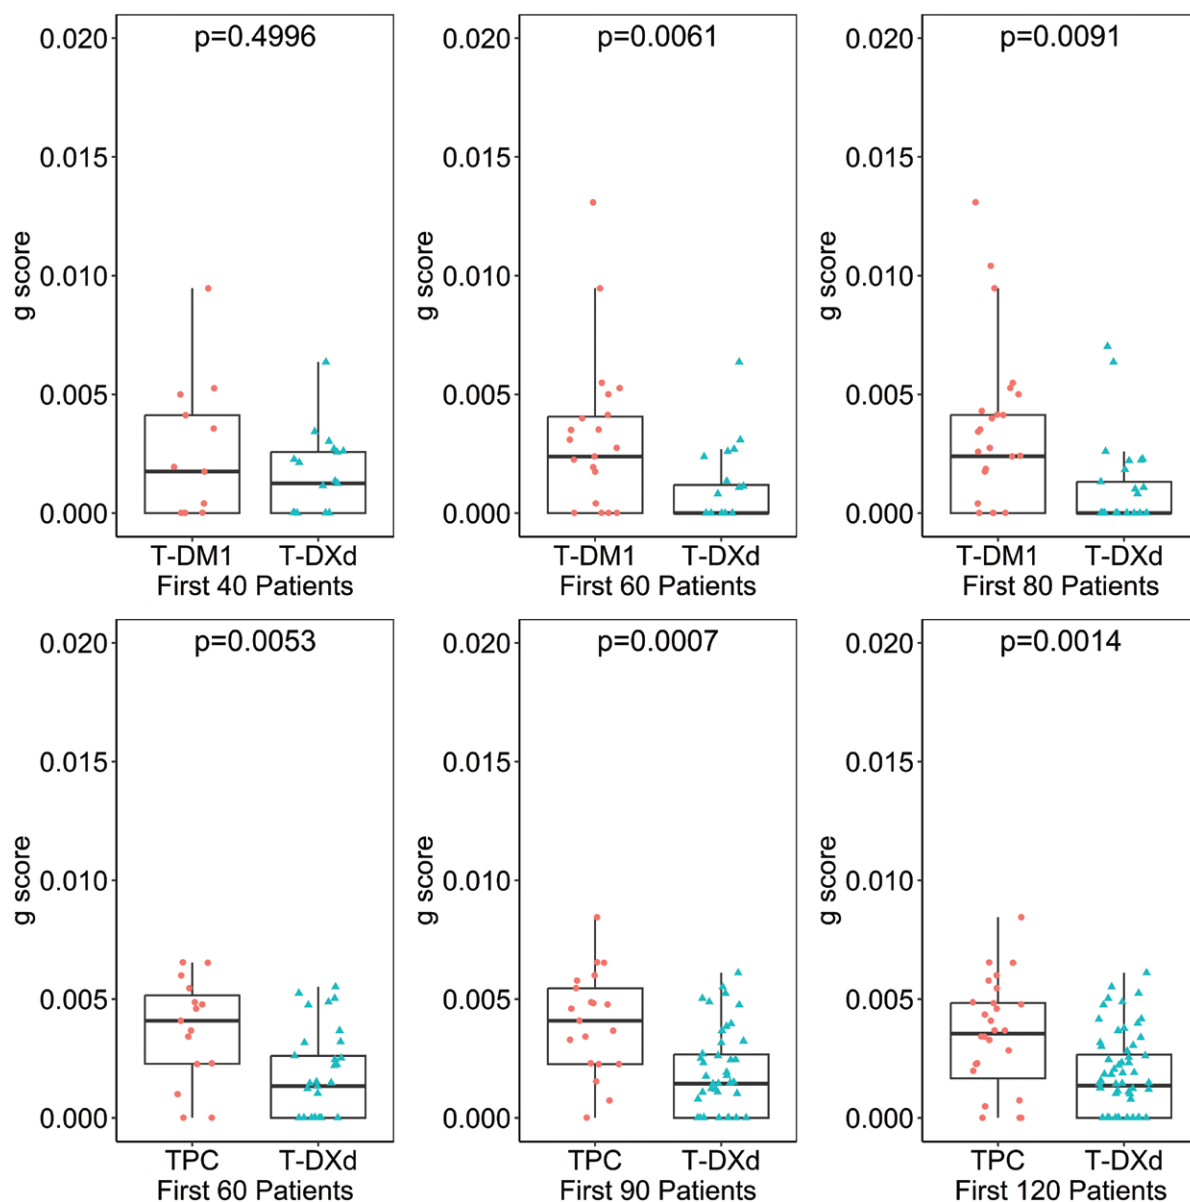 p=0.4996
g score
0.020
0.015
0.010
0.005
0.000
T-DM1 T-DXd
First 40 Patients
p=0.0061
g score
0.020
0.015
0.010
0.005
0.000
T-DM1 T-DXd
First 60 Patients
p=0.0091
g score
0.020
0.015
0.010
0.005
0.000
T-DM1 T-DXd
First 80 Patients
p=0.0053
g score
0.020
0.015
0.010
0.005
0.000
TPC T-DXd
First 60 Patients
p=0.0007
g score
0.020
0.015
0.010
0.005
0.000
TPC T-DXd
First 90 Patients
p=0.0014
g score
0.020
0.015
0.010
0.005
0.000
TPC T-DXd
First 120 Patients